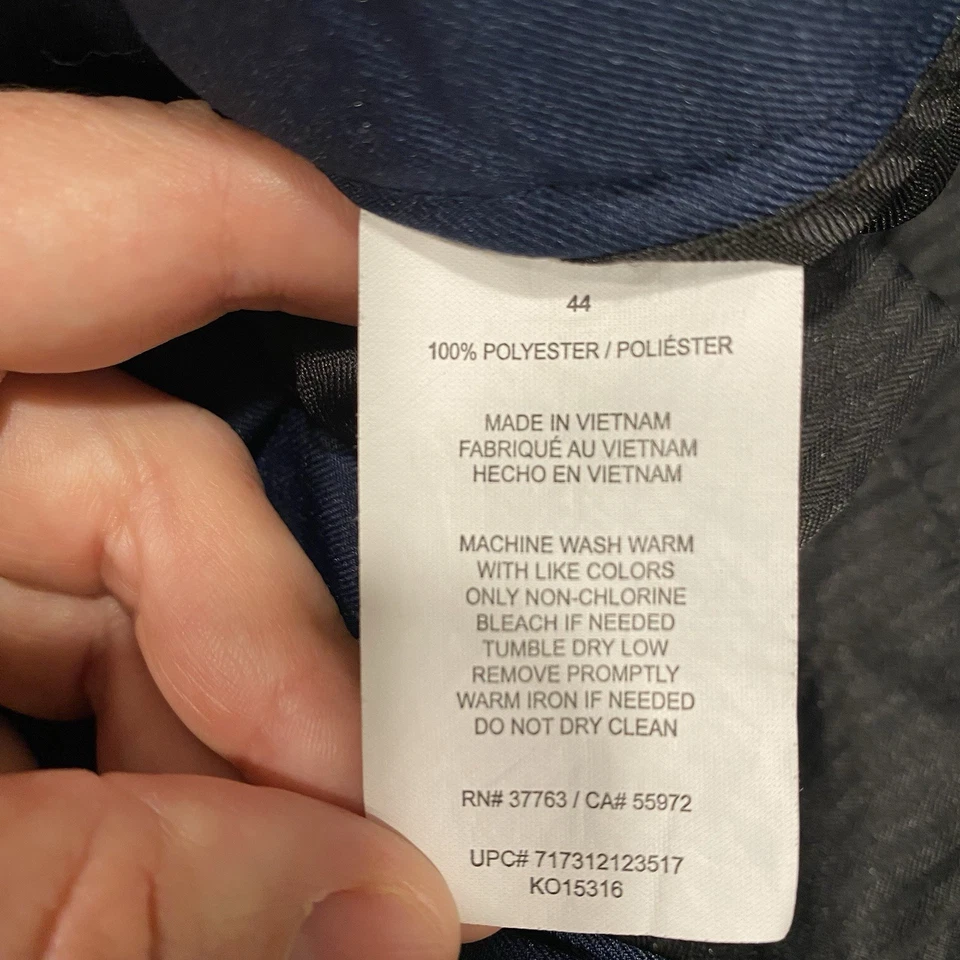 44
100% POLYESTER / POLIÉSTER
MADE IN VIETNAM
FABRIQUÉ AU VIETNAM
HECHO EN VIETNAM
MACHINE WASH WARM
WITH LIKE COLORS
ONLY NON-CHLORINE
BLEACH IF NEEDED
TUMBLE DRY LOW
REMOVE PROMPTLY
WARM IRON IF NEEDED
DO NOT DRY CLEAN
RN# 37763 / CA# 55972
UPC# 717312123517
KO15316